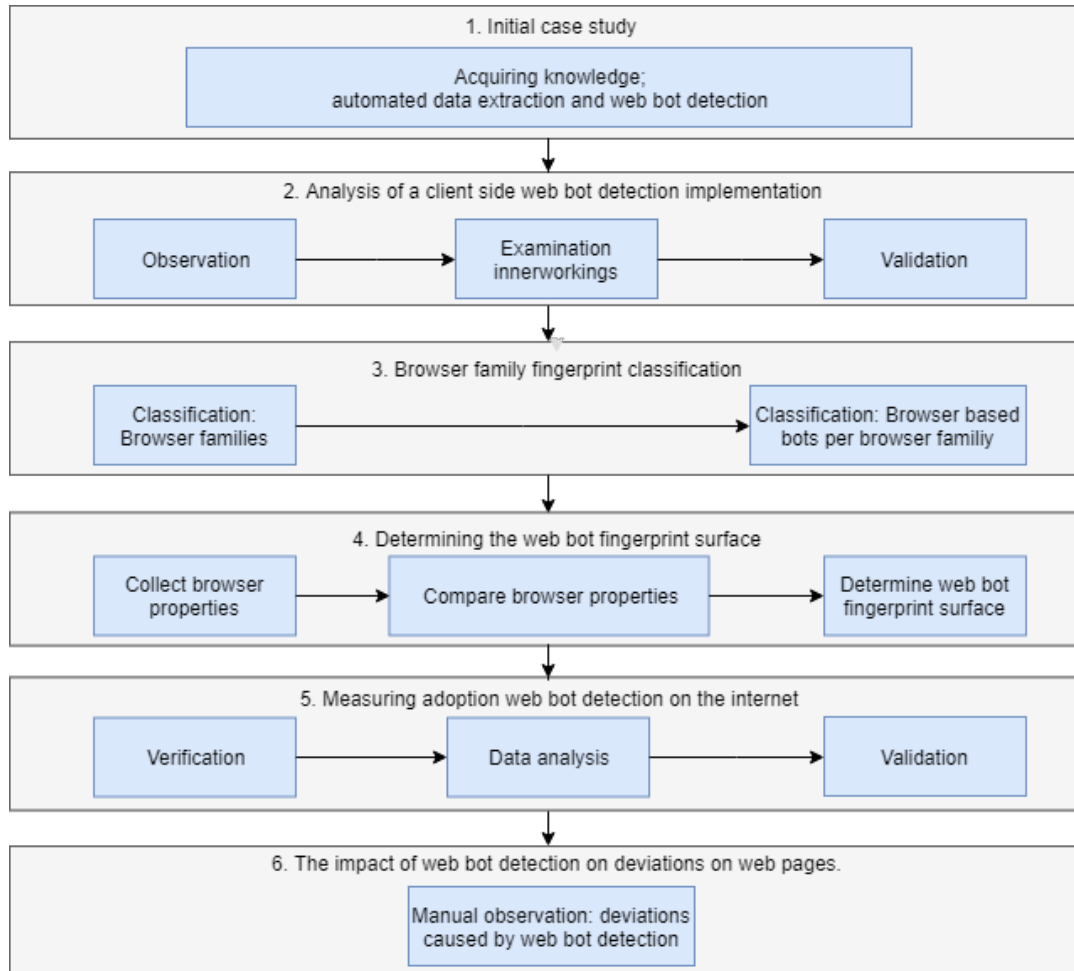 1. Initial case study
Acquiring knowledge;
automated data extraction and web bot detection
2. Analysis of a client side web bot detection implementation
Observation
Examination
innerworkings
Validation
3. Browser family fingerprint classification
Classification:
Browser families
Classification: Browser based
bots per browser familiy
4. Determining the web bot fingerprint surface
Collect browser
properties
Compare browser properties
Determine web bot
fingerprint surface
5. Measuring adoption web bot detection on the internet
Verification
Data analysis
Validation
6. The impact of web bot detection on deviations on web pages.
Manual observation: deviations
caused by web bot detection